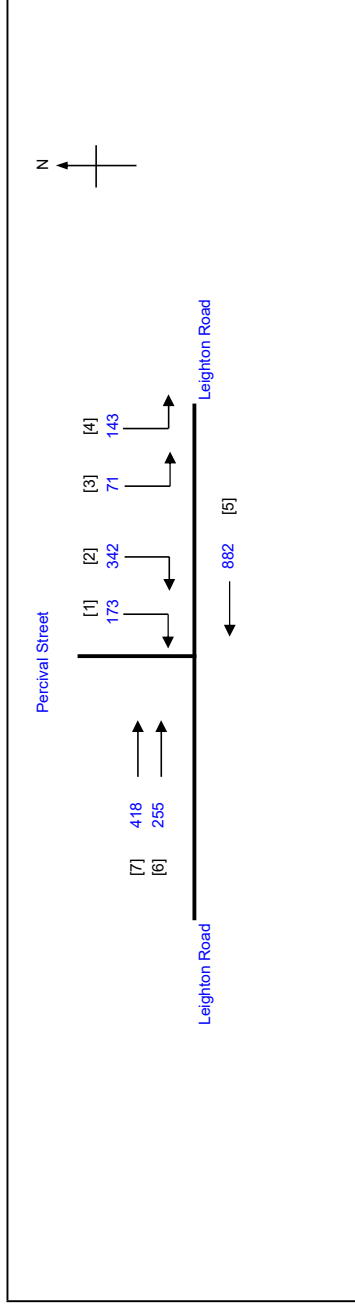 N
Percival Street
[1] [2] [3] [4]
173 342 71 143
[7] 418
[6] 255
Leighton Road
Leighton Road
882 [5]